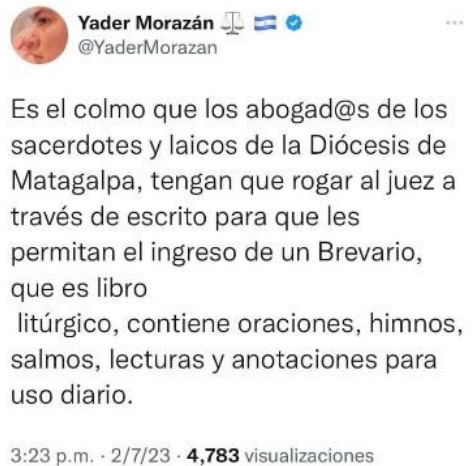 Yader Morazán
@YaderMorazan
Es el colmo que los abogad@s de los
sacerdotes y laicos de la Diócesis de
Matagalpa, tengan que rogar al juez a
través de escrito para que les
permitan el ingreso de un Brevario,
que es libro
litúrgico, contiene oraciones, himnos,
salmos, lecturas y anotaciones para
uso diario.
3:23 p.m. · 2/7/23 · 4,783 visualizaciones